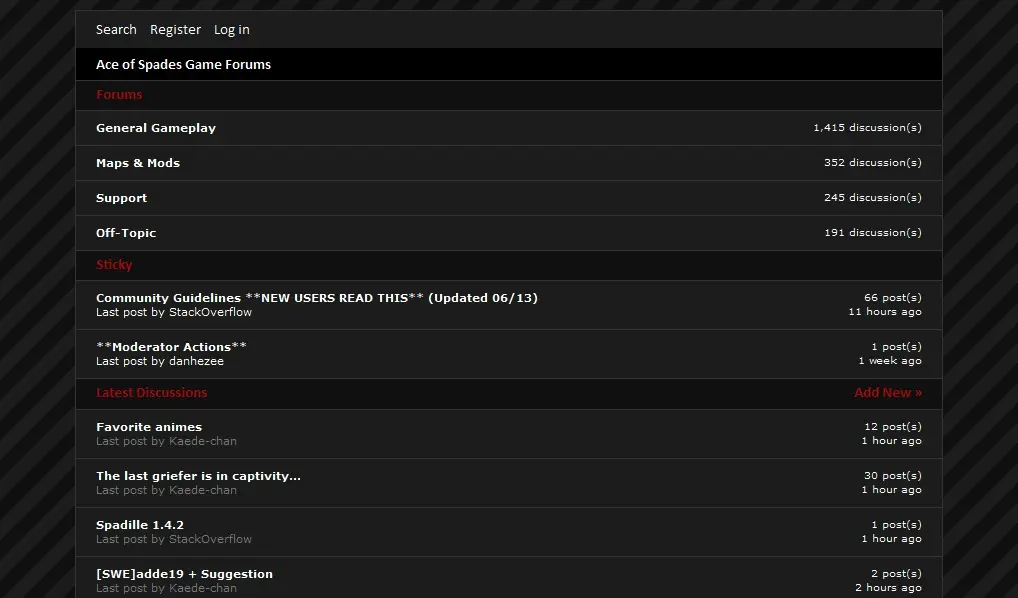 Search Register Log in
Ace of Spades Game Forums
Forums
General Gameplay 1,415 discussion(s)
Maps & Mods 352 discussion(s)
Support 245 discussion(s)
Off-Topic 191 discussion(s)
Sticky
Community Guidelines **NEW USERS READ THIS** (Updated 06/13) 66 post(s)
Last post by StackOverflow 11 hours ago
**Moderator Actions** 1 post(s)
Last post by danhezee 1 week ago
Latest Discussions Add New »
Favorite animes 12 post(s)
Last post by Kaede-chan 1 hour ago
The last griefer is in captivity... 30 post(s)
Last post by Kaede-chan 1 hour ago
Spadille 1.4.2 1 post(s)
Last post by StackOverflow 1 hour ago
[SWE]adde19 + Suggestion 2 post(s)
Last post by Kaede-chan 2 hours ago